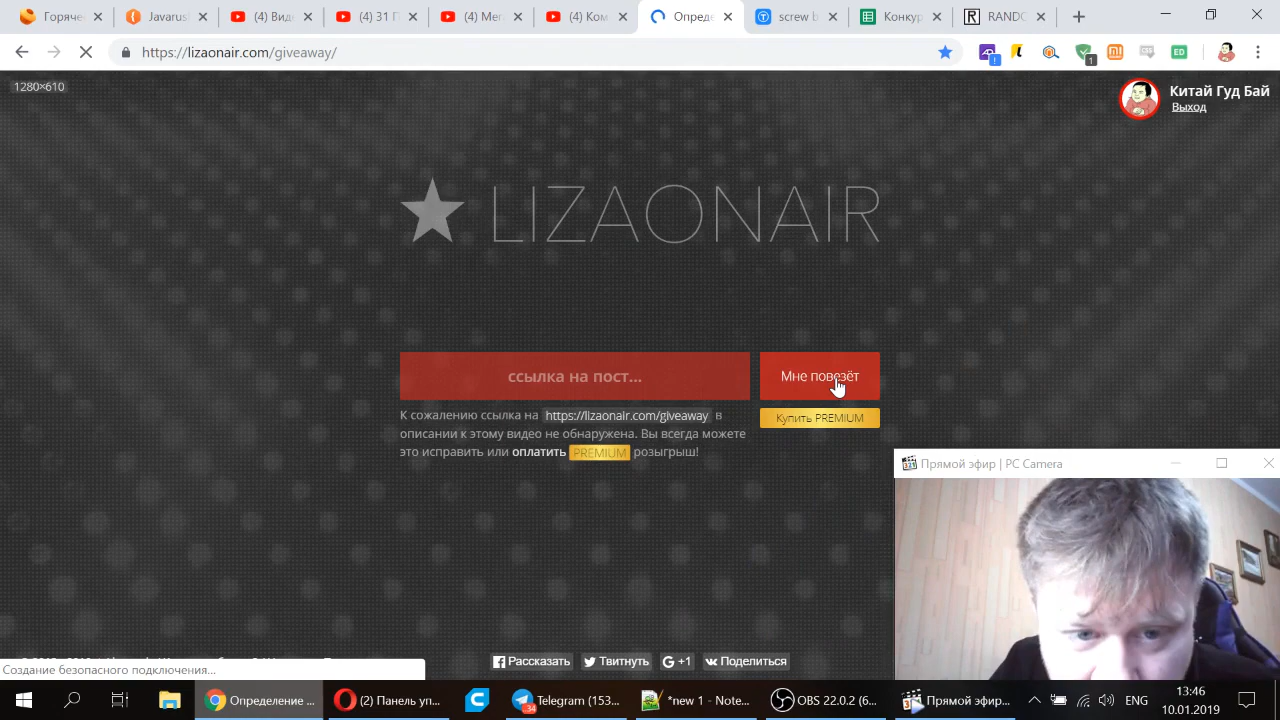 Горяче
Javarus
(4) Виде
(4) 31 П
(4) Мег
(4) Ком
Опреде
screw b
Конкур
RANDO
https://lizaonair.com/giveaway/
1280×610
Китай Гуд Бай
Выход
LIZAONAIR
ссылка на пост...
Мне повезёт
К сожалению ссылка на https://lizaonair.com/giveaway в
описании к этому видео не обнаружена. Вы всегда можете
это исправить или оплатить PREMIUM розыгрыш!
Купить PREMIUM
Прямой эфир | PC Camera
Рассказать
Твитнуть
+1
Поделиться
Создание безопасного подключения...
Определение ...
(2) Панель уп...
Telegram (153...
*new 1 - Note...
OBS 22.0.2 (6...
Прямой эфир...
ENG
13:46
10.01.2019